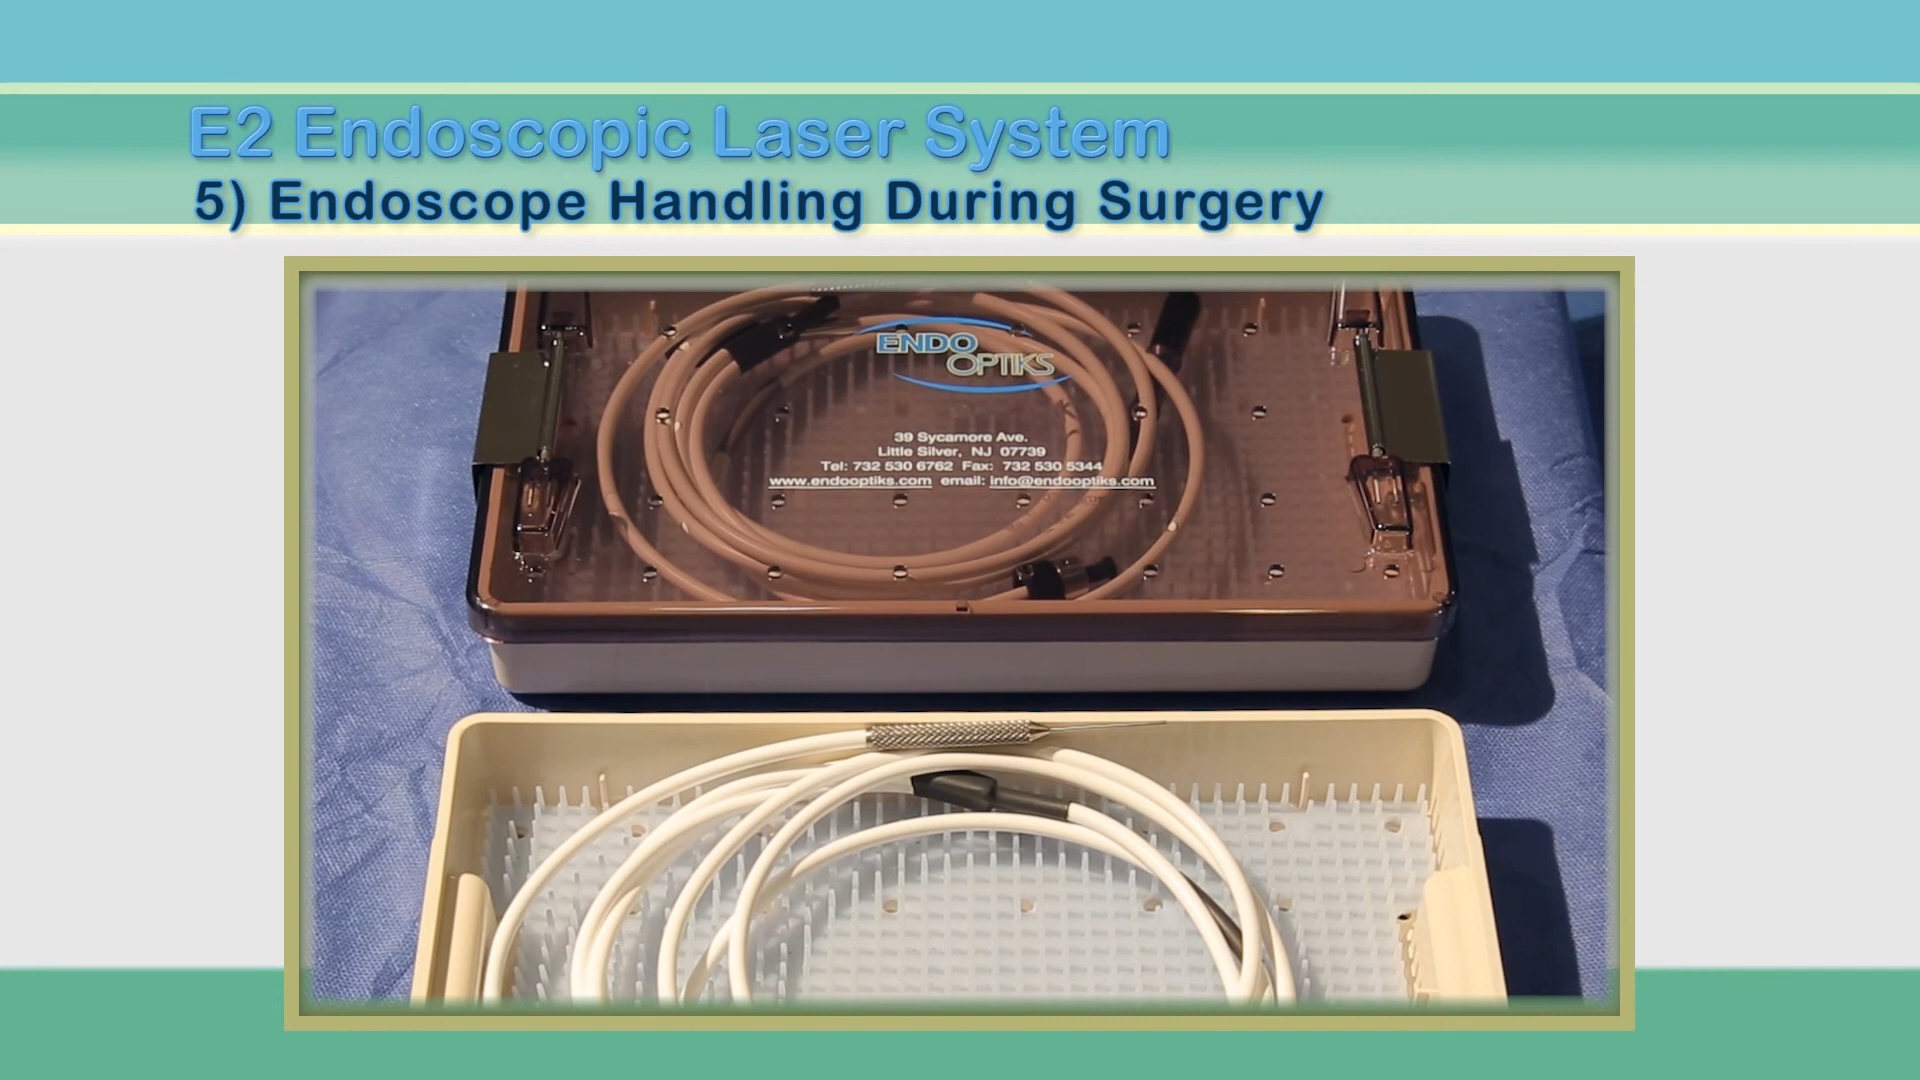 E2 Endoscopic Laser System
5) Endoscope Handling During Surgery
ENDO
OPTIKS
39 Sycamore Ave.
Little Silver, NJ 07739
Tel: 732 530 6762 Fax: 732 530 5344
www.endooptiks.com email: info@endooptiks.com